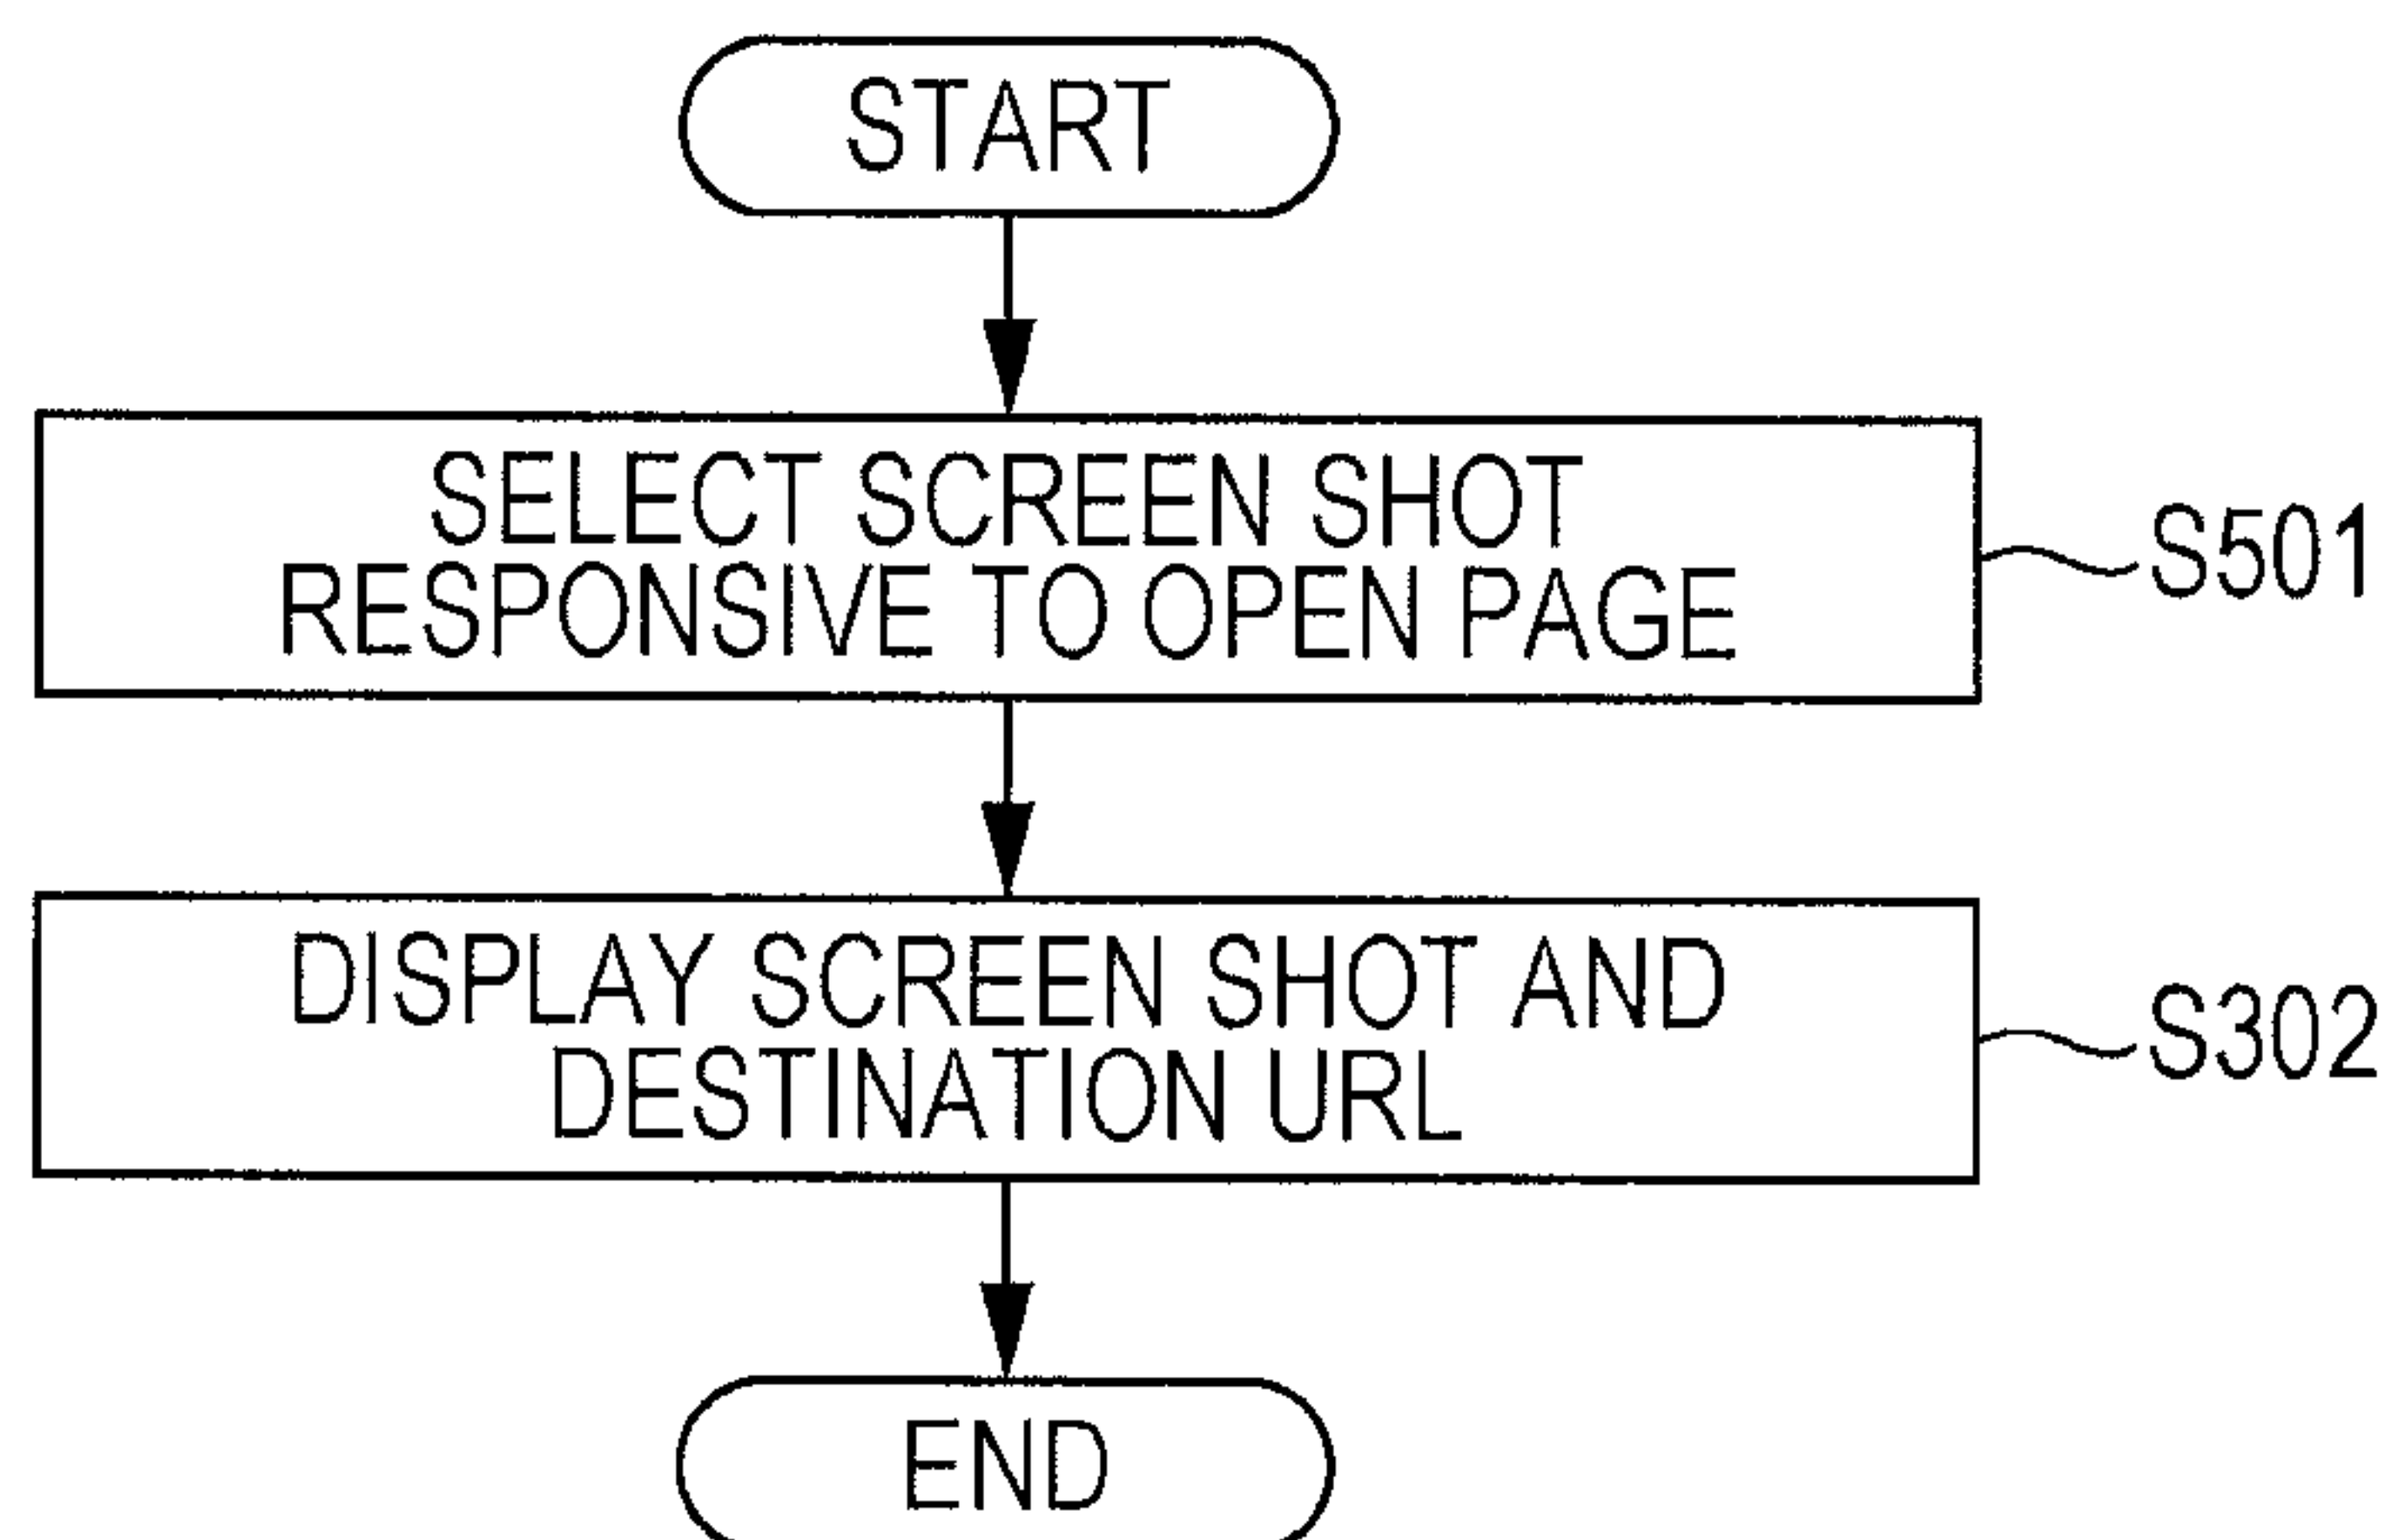 START
SELECT SCREEN SHOT
RESPONSIVE TO OPEN PAGE
S501
DISPLAY SCREEN SHOT AND
DESTINATION URL
S302
END